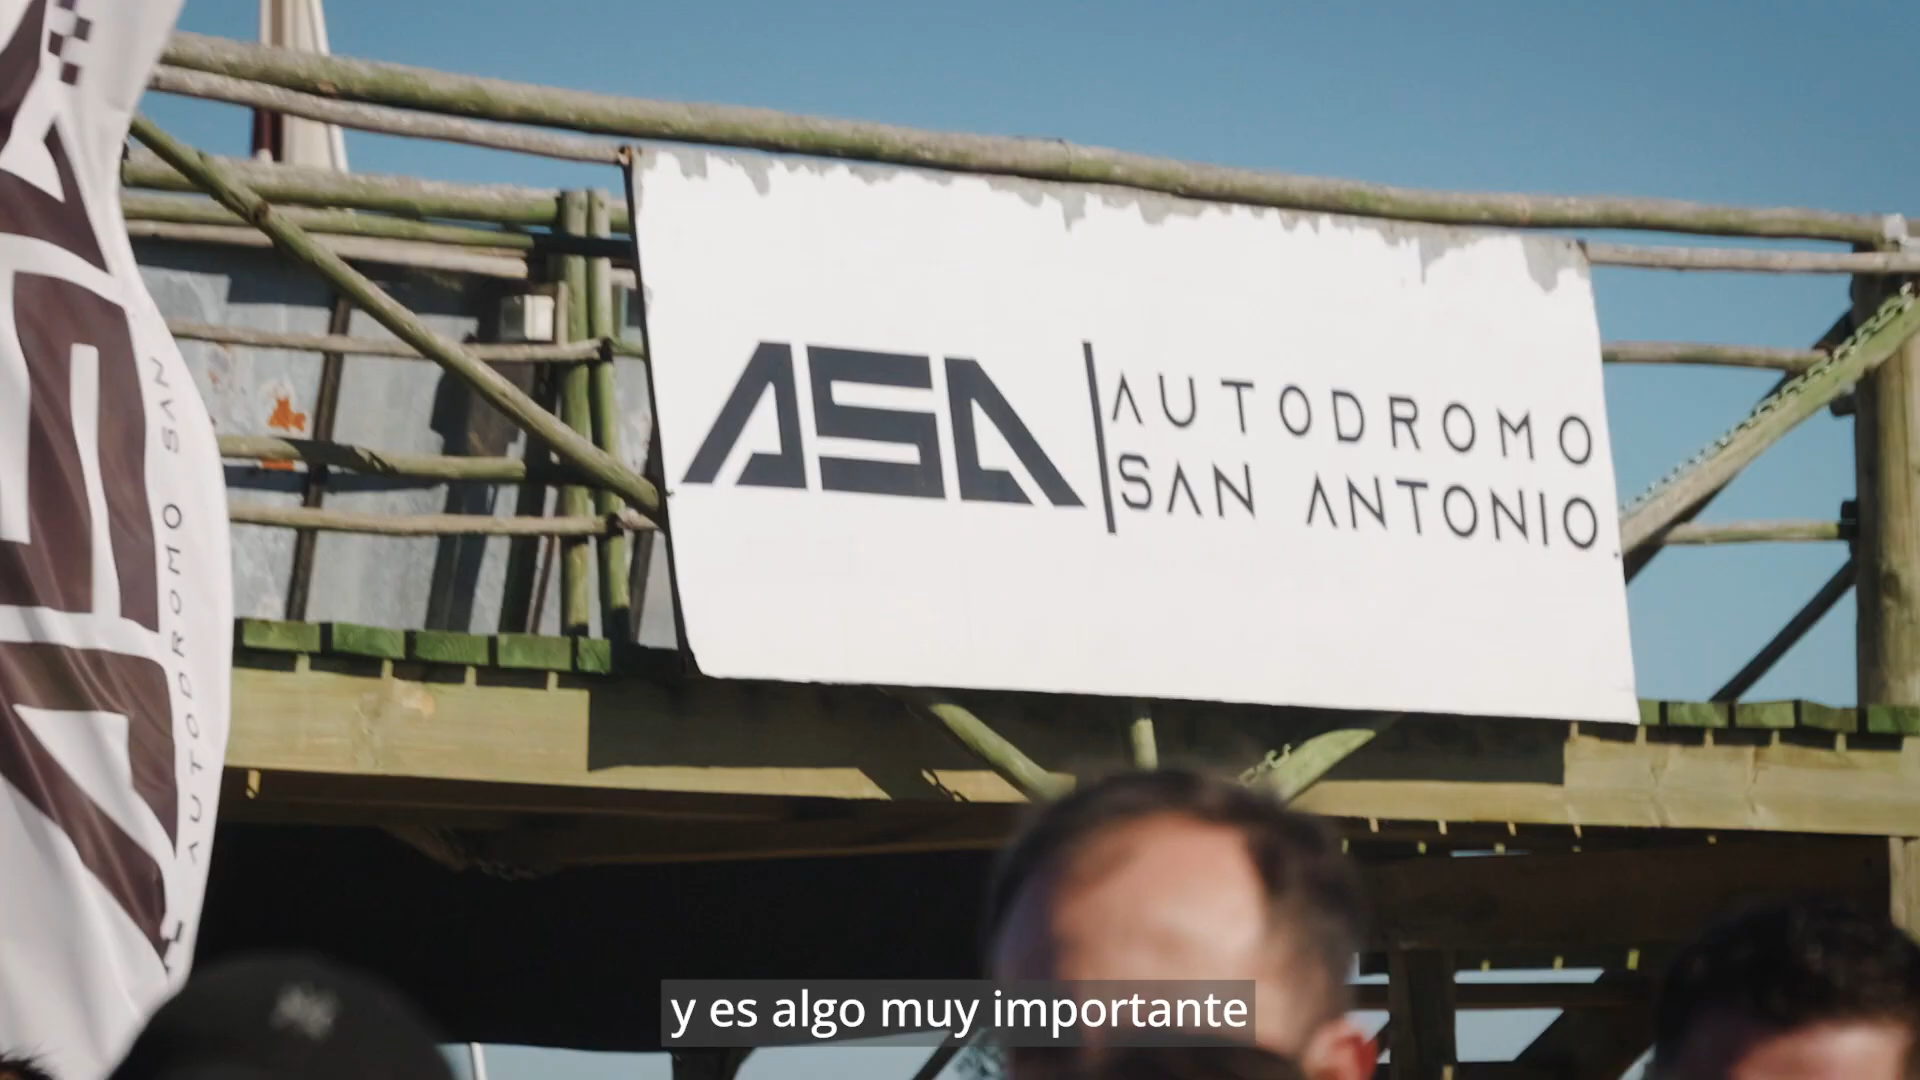 ASA
AUTODROMO
SAN ANTONIO
AUTODROMO SAN
y es algo muy importante